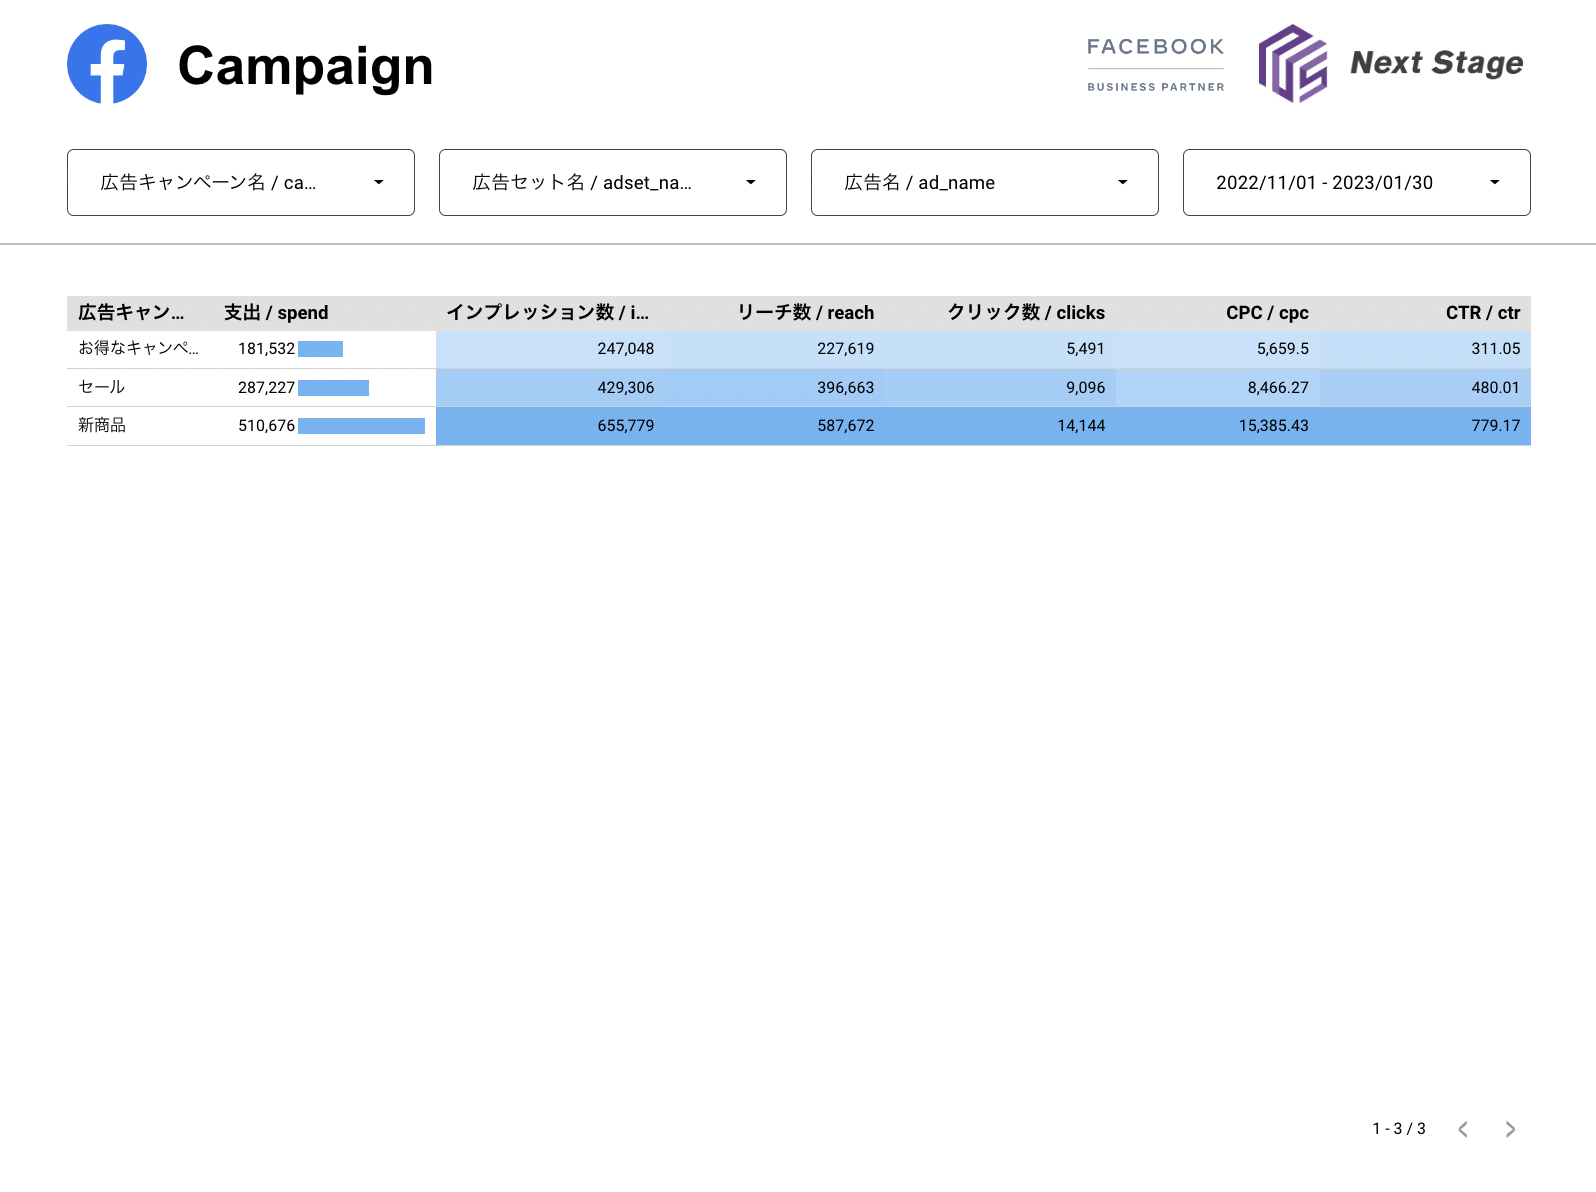 Campaign
FACEBOOK
BUSINESS PARTNER
Next Stage
広告キャンペーン名 / ca...
広告セット名 / adset_na...
広告名 / ad_name
2022/11/01 - 2023/01/30
広告キャン... 支出 / spend インプレッション数 / i... リーチ数 / reach クリック数 / clicks CPC / cpc CTR / ctr
お得なキャンペ... 181,532 247,048 227,619 5,491 5,659.5 311.05
セール 287,227 429,306 396,663 9,096 8,466.27 480.01
新商品 510,676 655,779 587,672 14,144 15,385.43 779.17
1 - 3 / 3